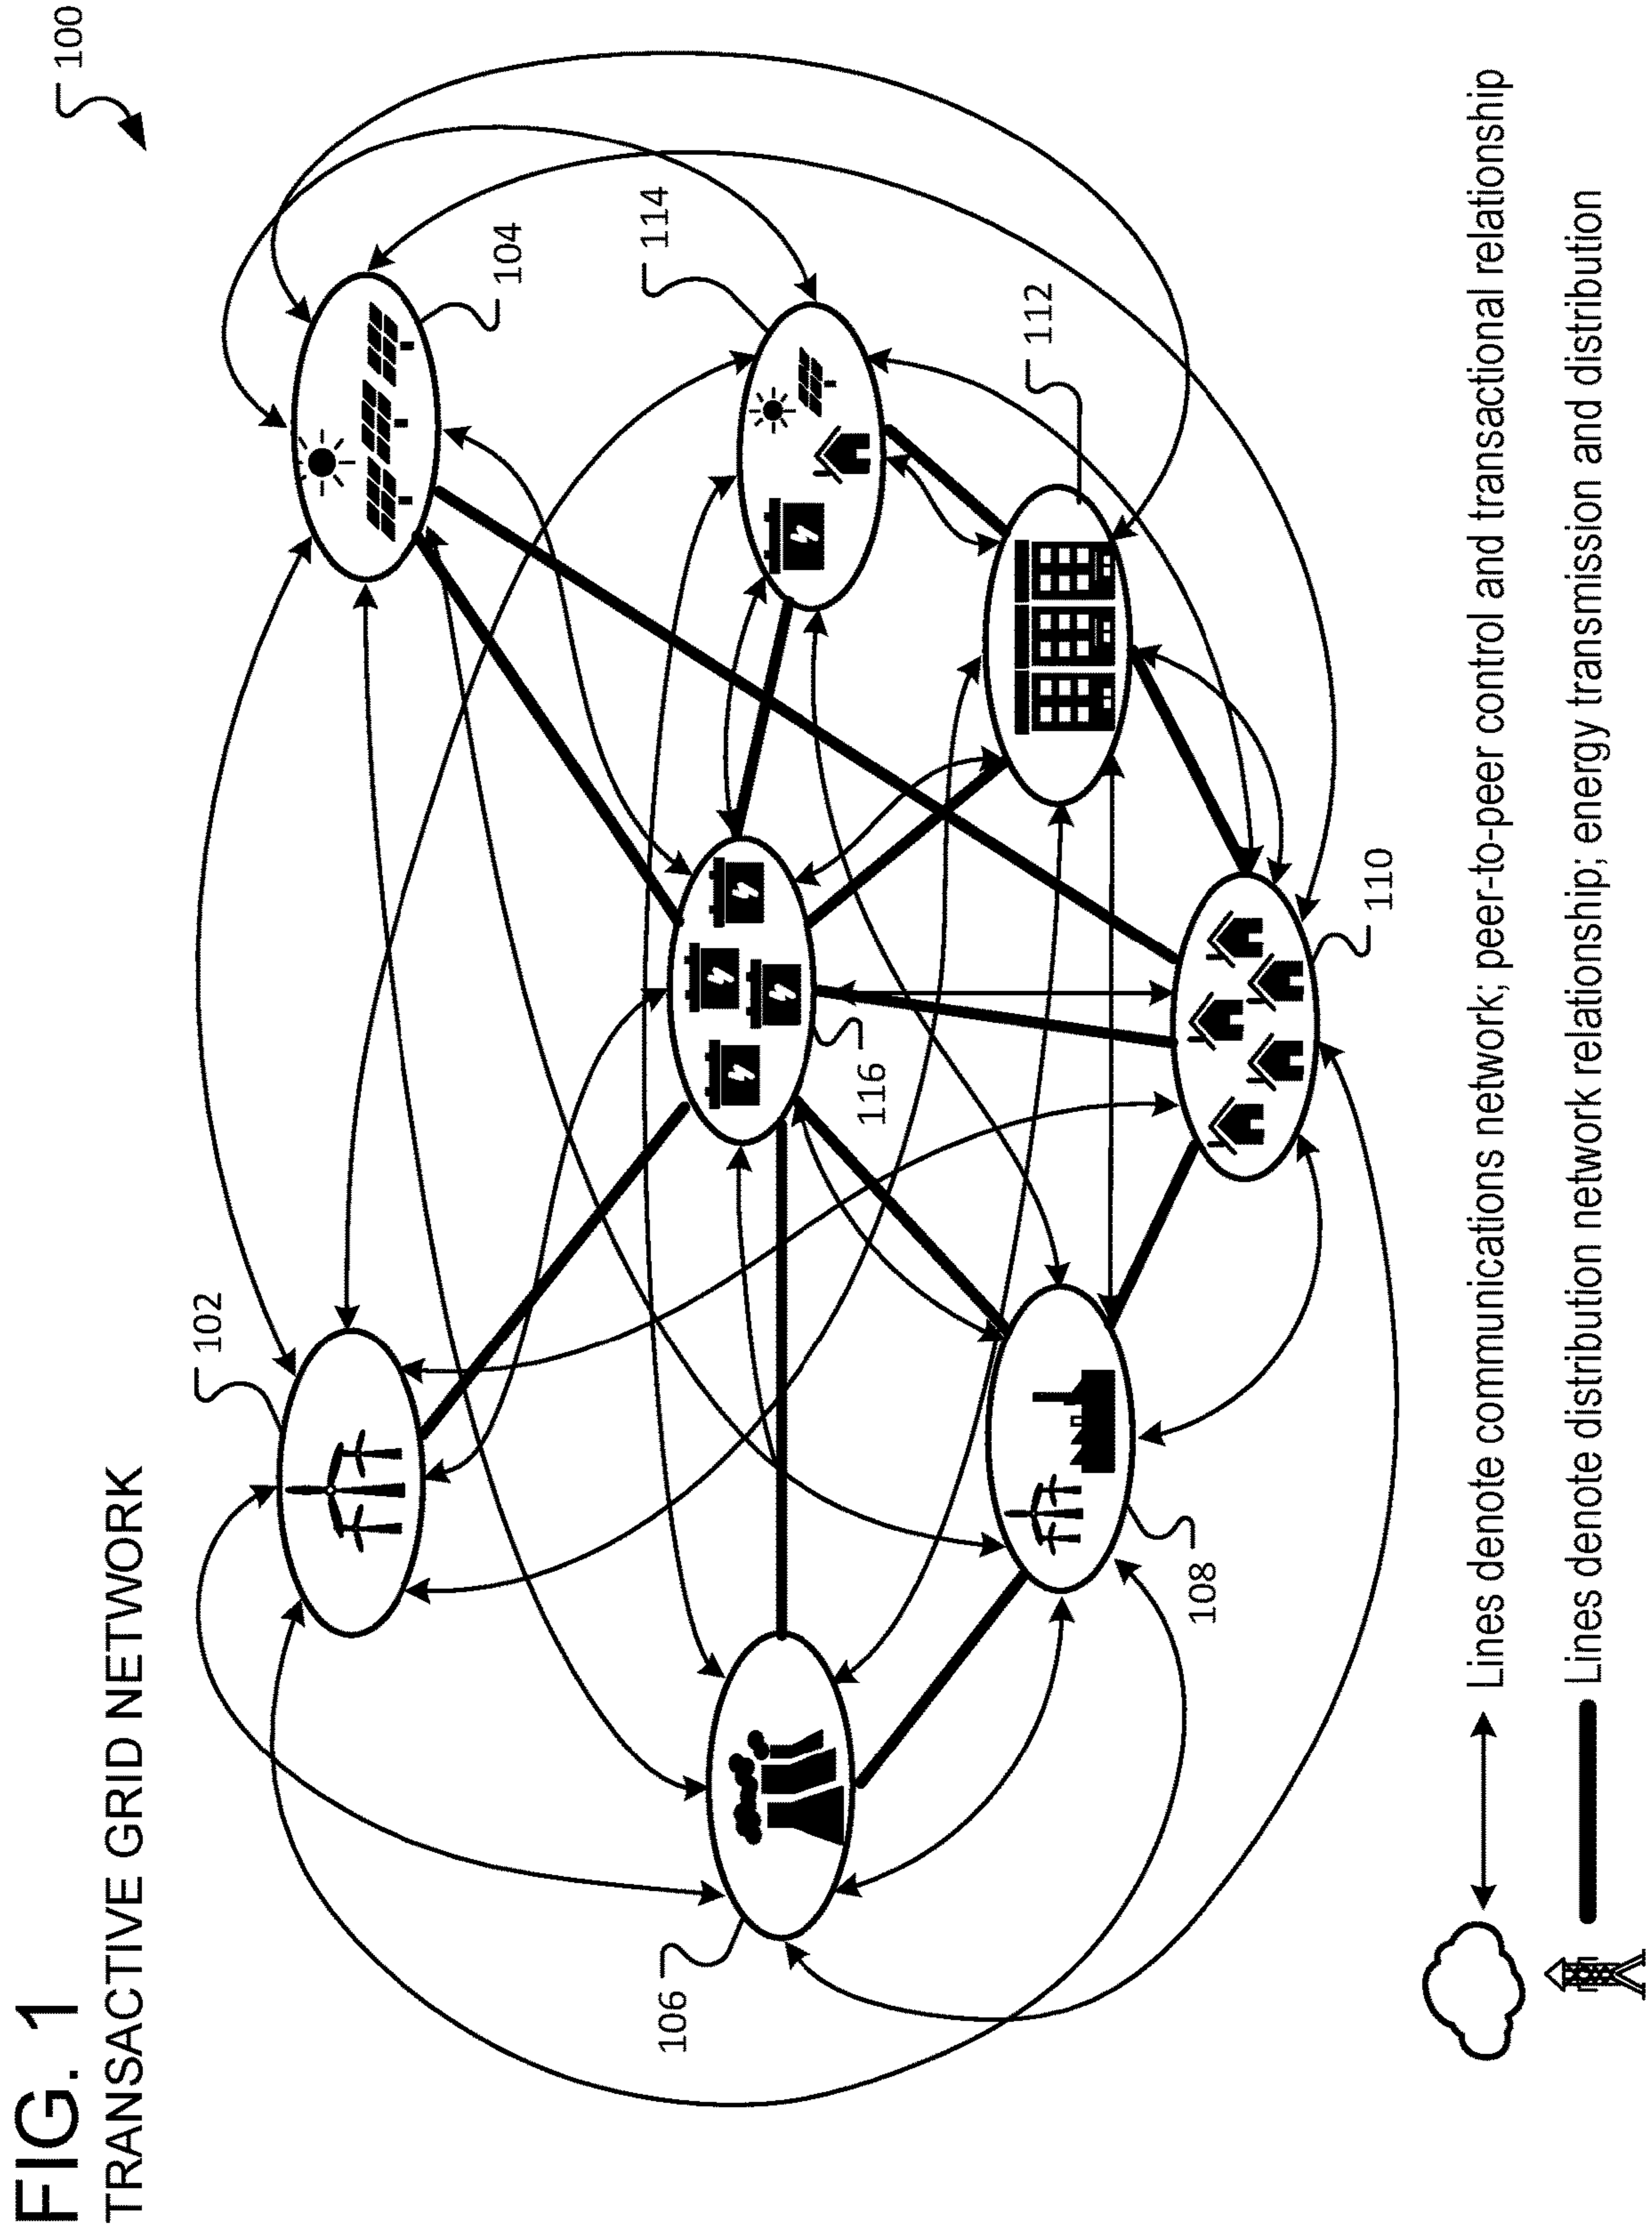 FIG. 1
TRANSACTIVE GRID NETWORK
100
102
104
106
116
114
108
112
110
Lines denote communications network; peer-to-peer control and transactional relationship
Lines denote distribution network relationship; energy transmission and distribution